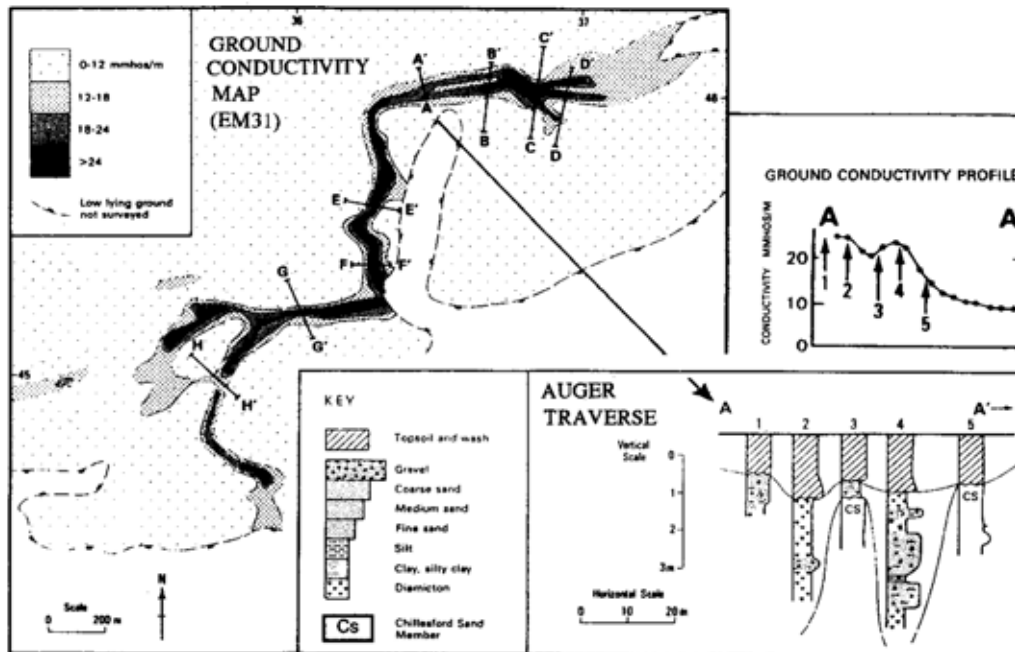 36
37
GROUND
CONDUCTIVITY
MAP
(EM31)
0-12 mmhos/m
12-18
18-24
>24
Low lying ground
not surveyed
A'
B'
C'
D'
A
B
C
D
48
E
E'
F
F'
G
G'
H
H'
45
N
Scale
0 200 m
GROUND CONDUCTIVITY PROFILE
CONDUCTIVITY MMHOS/M
A
A
20
10
0
1
2
3
4
5
KEY
Topsoil and wash
Gravel
Coarse sand
Medium sand
Fine sand
Silt
Clay, silty clay
Diamicton
Cs
Chillesford Sand
Member
AUGER
TRAVERSE
A
A'
1
2
3
4
5
Vertical
Scale
0
1
2
3m
Horizontal Scale
0 10 20m
CS
CS